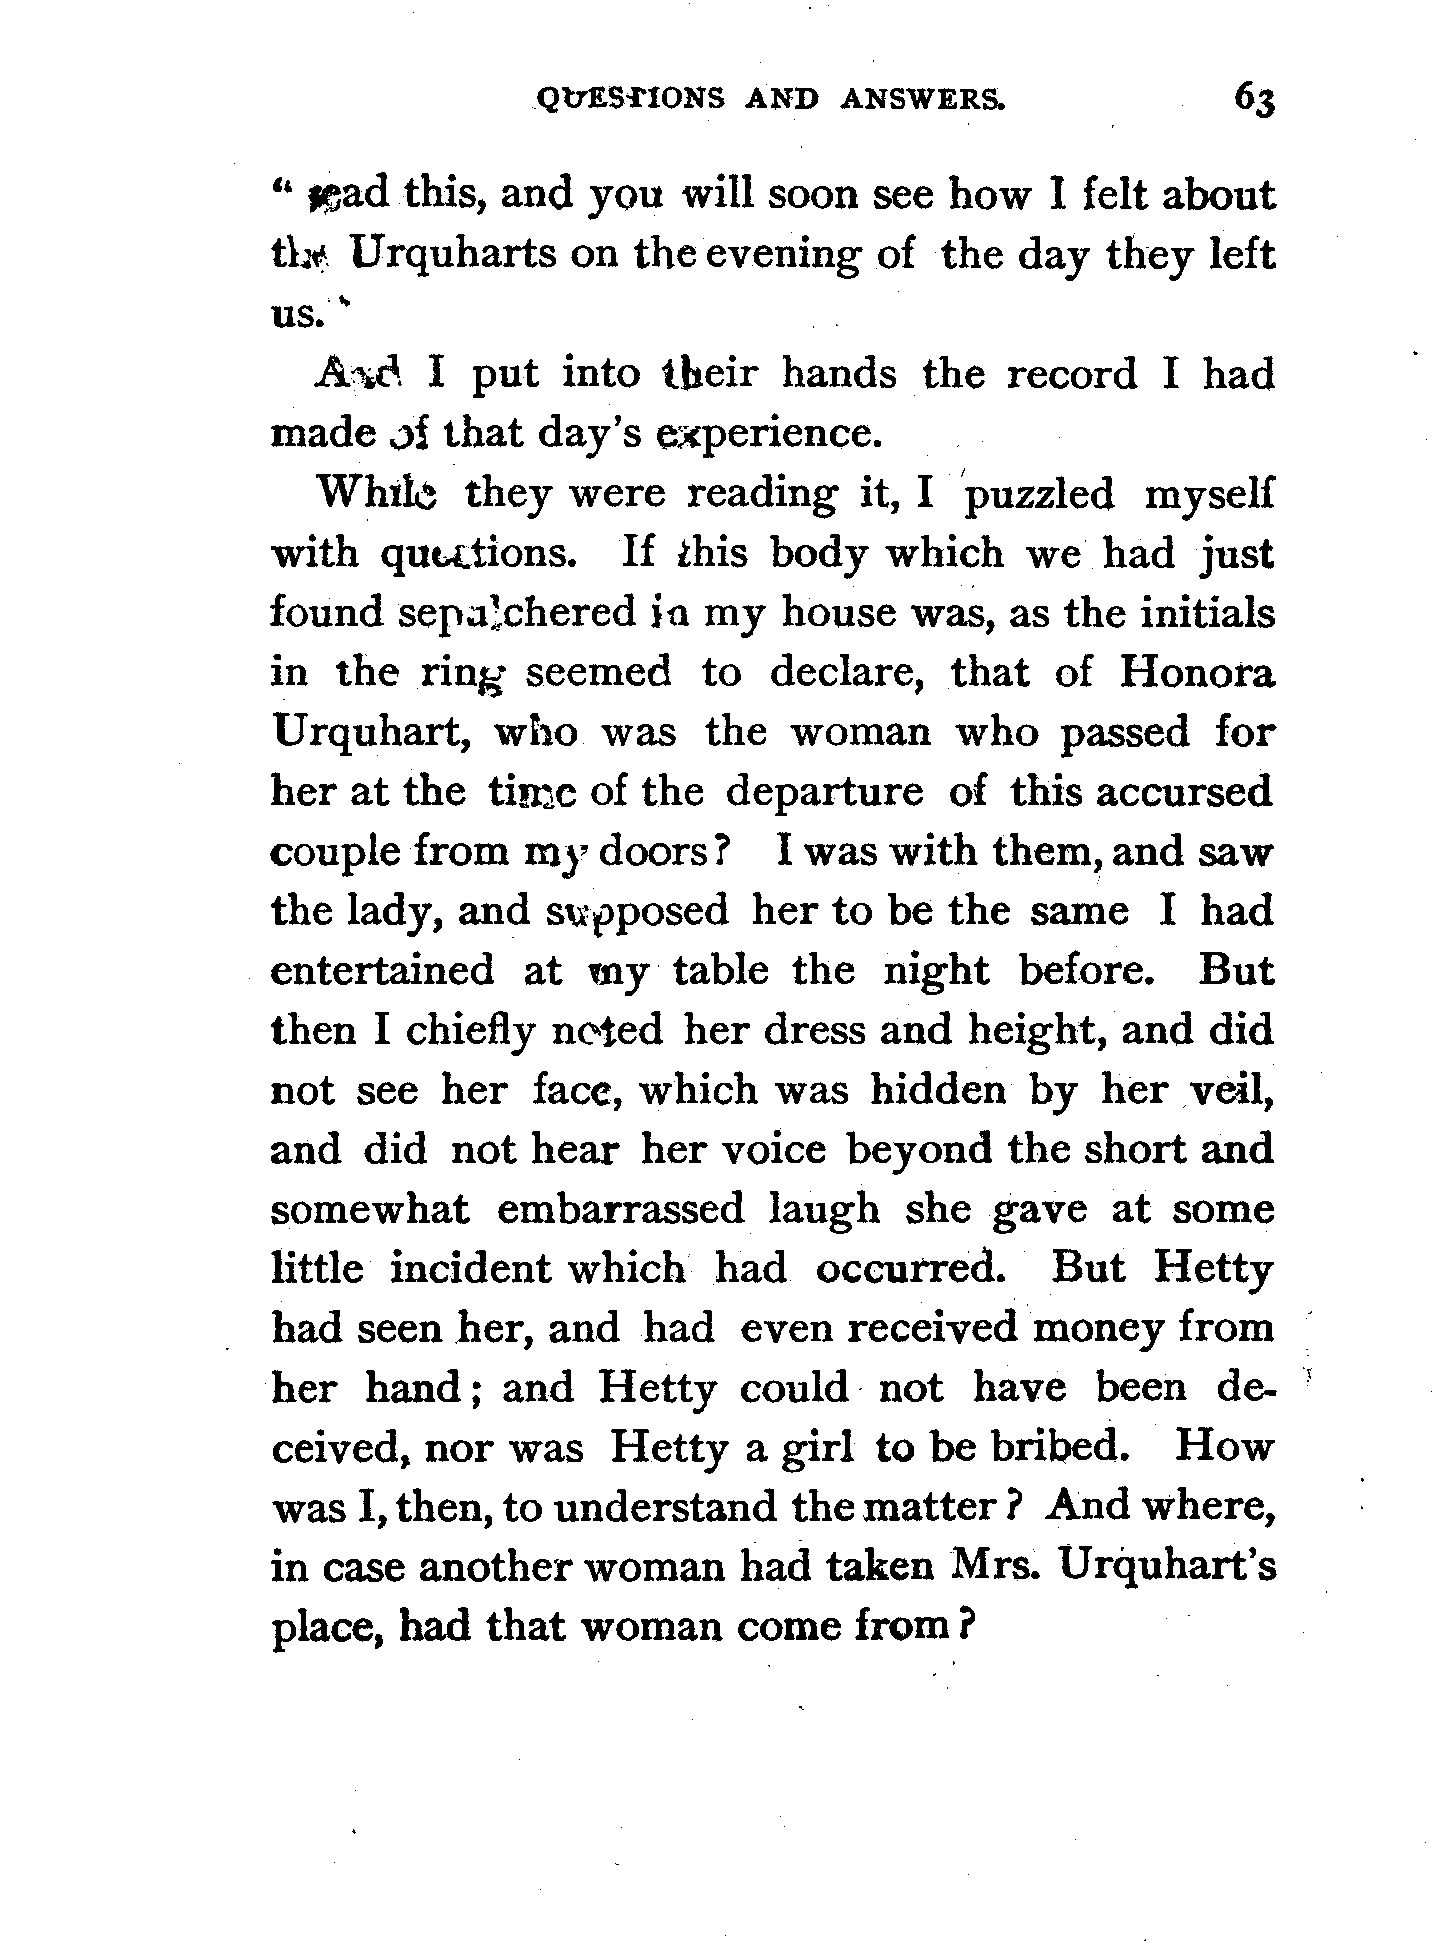 QUESTIONS AND ANSWERS. 63
" read this, and you will soon see how I felt about
the Urquharts on the evening of the day they left
us."
And I put into their hands the record I had
made of that day's experience.
While they were reading it, I puzzled myself
with questions. If this body which we had just
found sepulchered in my house was, as the initials
in the ring seemed to declare, that of Honora
Urquhart, who was the woman who passed for
her at the time of the departure of this accursed
couple from my doors? I was with them, and saw
the lady, and supposed her to be the same I had
entertained at my table the night before. But
then I chiefly noted her dress and height, and did
not see her face, which was hidden by her veil,
and did not hear her voice beyond the short and
somewhat embarrassed laugh she gave at some
little incident which had occurred. But Hetty
had seen her, and had even received money from
her hand; and Hetty could not have been de-
ceived, nor was Hetty a girl to be bribed. How
was I, then, to understand the matter? And where,
in case another woman had taken Mrs. Urquhart's
place, had that woman come from?